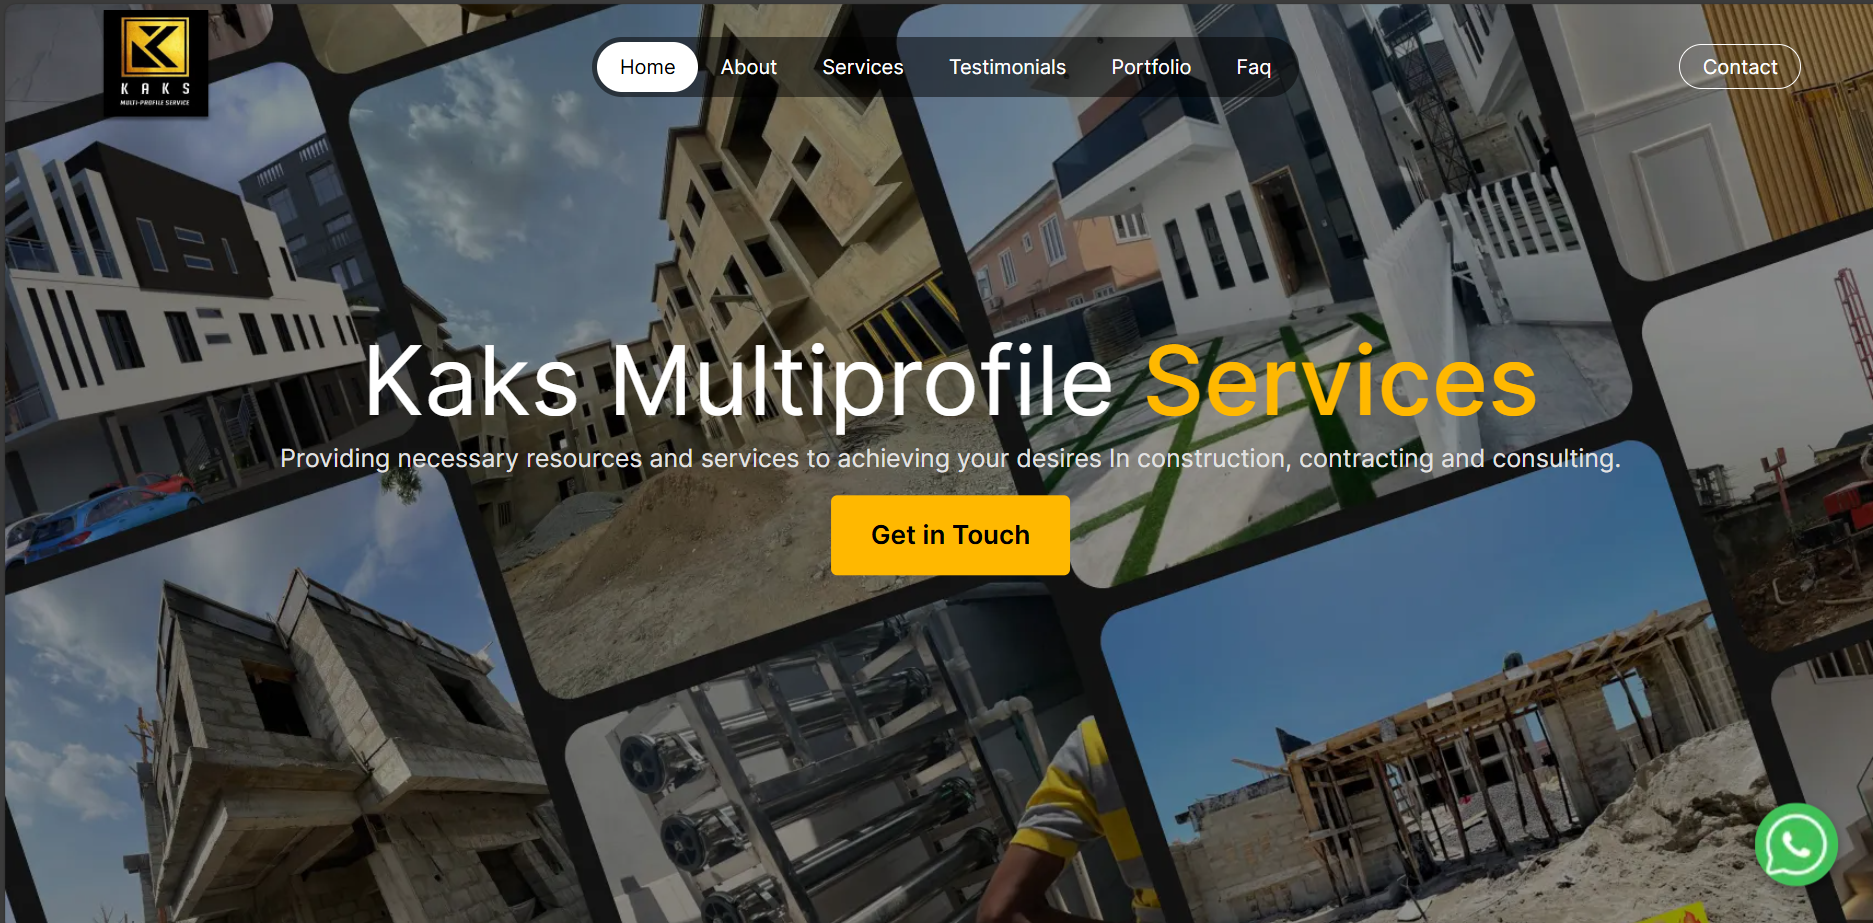 KAKS
MULTI-PROFILE SERVICE
Home
About
Services
Testimonials
Portfolio
Faq
Contact
Kaks Multiprofile Services
Providing necessary resources and services to achieving your desires In construction, contracting and consulting.
Get in Touch